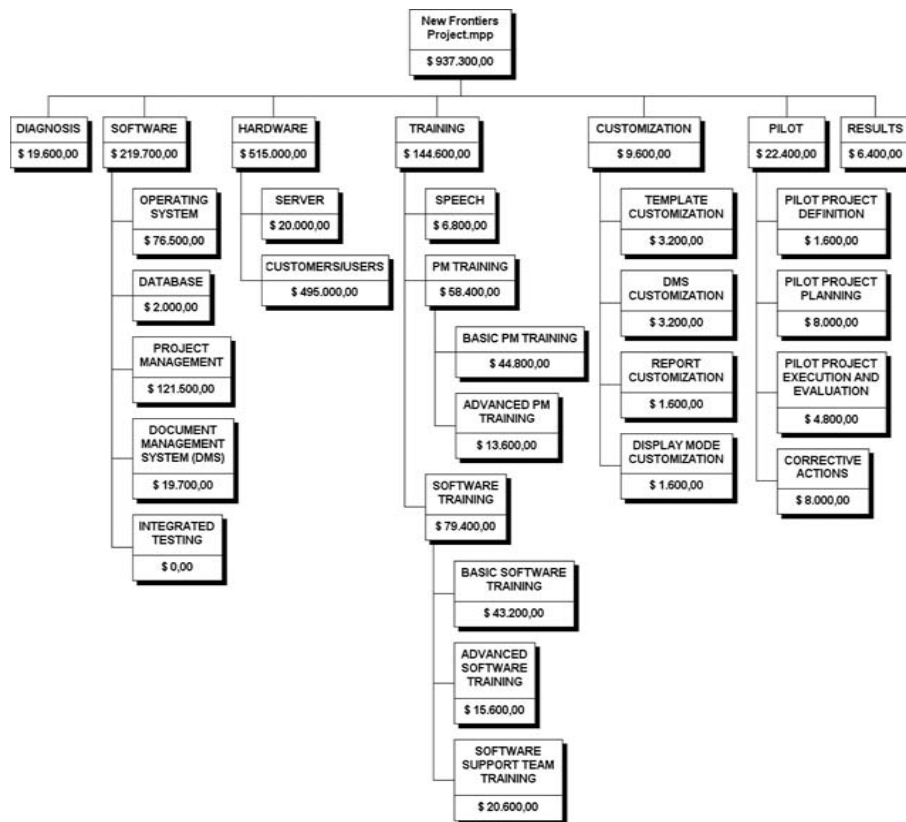 New Frontiers
Project.mpp
$ 937.300,00
DIAGNOSIS
$ 19.600,00
SOFTWARE
$ 219.700,00
OPERATING
SYSTEM
$ 76.500,00
DATABASE
$ 2.000,00
PROJECT
MANAGEMENT
$ 121.500,00
DOCUMENT
MANAGEMENT
SYSTEM (DMS)
$ 19.700,00
INTEGRATED
TESTING
$ 0,00
HARDWARE
$ 515.000,00
SERVER
$ 20.000,00
CUSTOMERS/USERS
$ 495.000,00
TRAINING
$ 144.600,00
SPEECH
$ 6.800,00
PM TRAINING
$ 58.400,00
BASIC PM TRAINING
$ 44.800,00
ADVANCED PM
TRAINING
$ 13.600,00
SOFTWARE
TRAINING
$ 79.400,00
BASIC SOFTWARE
TRAINING
$ 43.200,00
ADVANCED
SOFTWARE
TRAINING
$ 15.600,00
SOFTWARE
SUPPORT TEAM
TRAINING
$ 20.600,00
CUSTOMIZATION
$ 9.600,00
TEMPLATE
CUSTOMIZATION
$ 3.200,00
DMS
CUSTOMIZATION
$ 3.200,00
REPORT
CUSTOMIZATION
$ 1.600,00
DISPLAY MODE
CUSTOMIZATION
$ 1.600,00
PILOT
$ 22.400,00
PILOT PROJECT
DEFINITION
$ 1.600,00
PILOT PROJECT
PLANNING
$ 8.000,00
PILOT PROJECT
EXECUTION AND
EVALUATION
$ 4.800,00
CORRECTIVE
ACTIONS
$ 8.000,00
RESULTS
$ 6.400,00